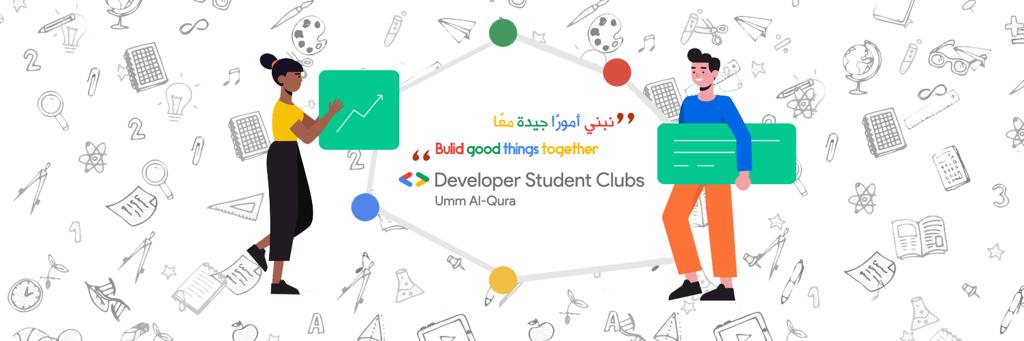 نبني أمورًا جيدة معًا”
“Bulid good things together
Developer Student Clubs
Umm Al-Qura